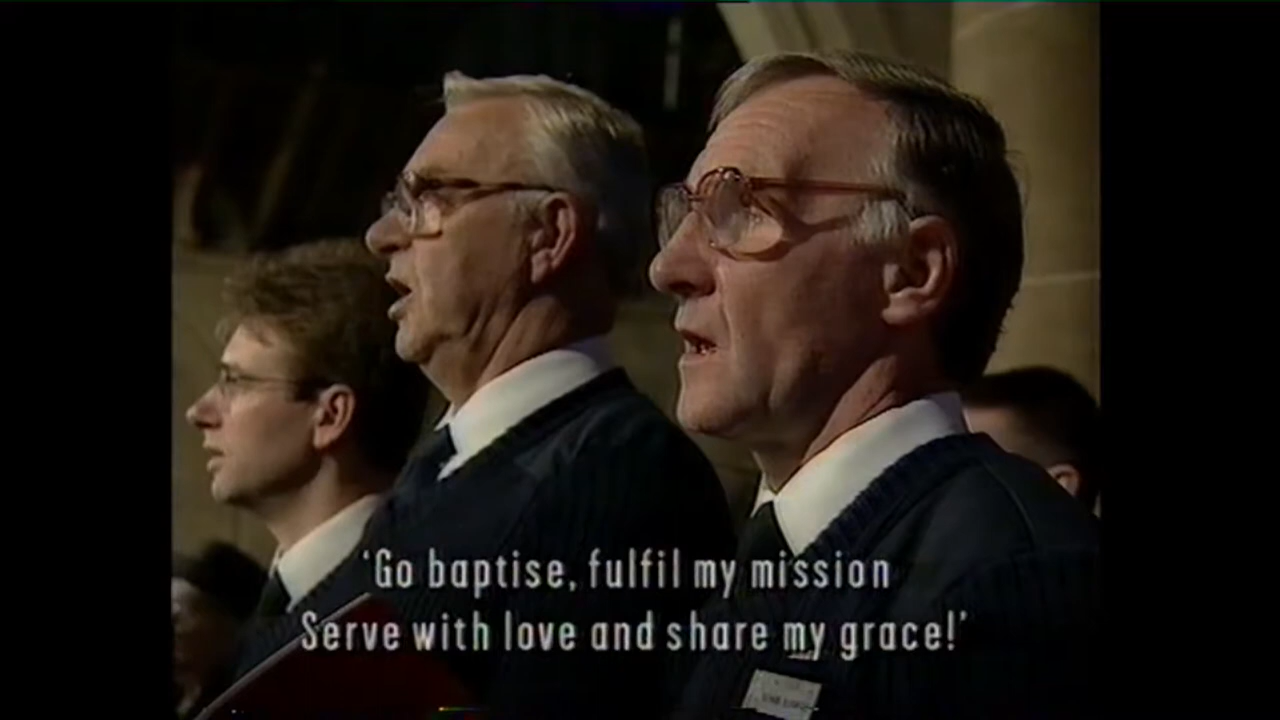 ‘Go baptise, fulfil my mission
Serve with love and share my grace!’